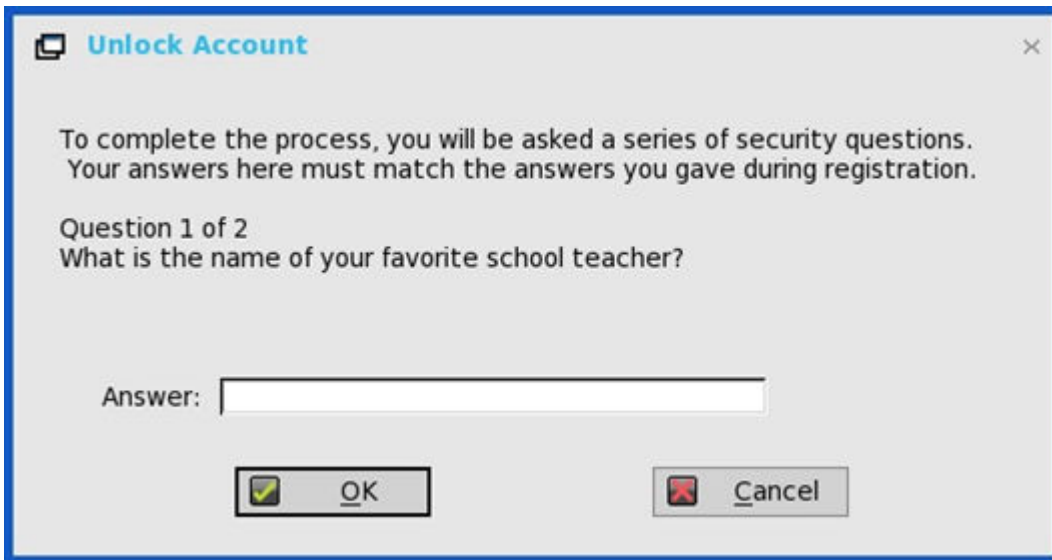 Unlock Account
To complete the process, you will be asked a series of security questions.
Your answers here must match the answers you gave during registration.
Question 1 of 2
What is the name of your favorite school teacher?
Answer:
OK
Cancel